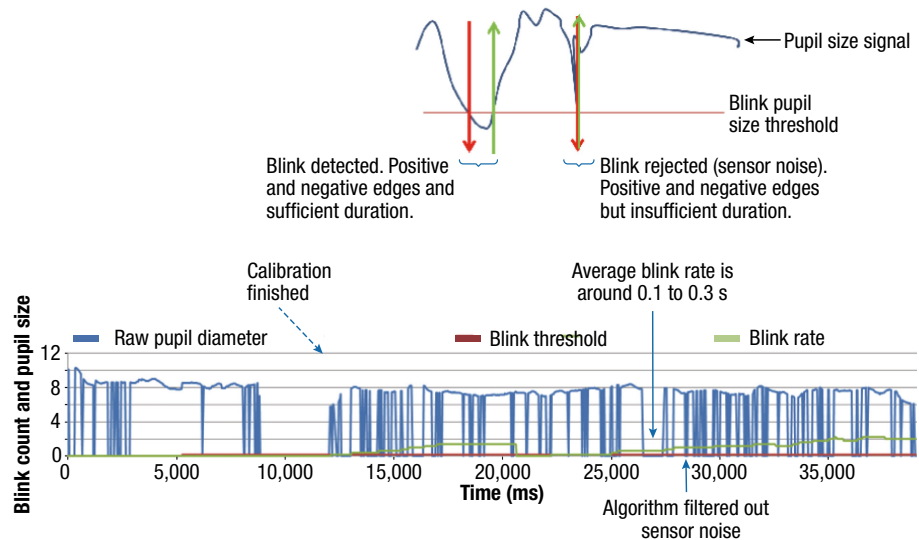 Pupil size signal
Blink pupil
size threshold
Blink detected. Positive
and negative edges and
sufficient duration.
Blink rejected (sensor noise).
Positive and negative edges
but insufficient duration.
Calibration
finished
Average blink rate is
around 0.1 to 0.3 s
Raw pupil diameter
Blink threshold
Blink rate
Blink count and pupil size
12
8
4
0
0 5,000 10,000 15,000 20,000 25,000 30,000 35,000
Time (ms)
Algorithm filtered out
sensor noise